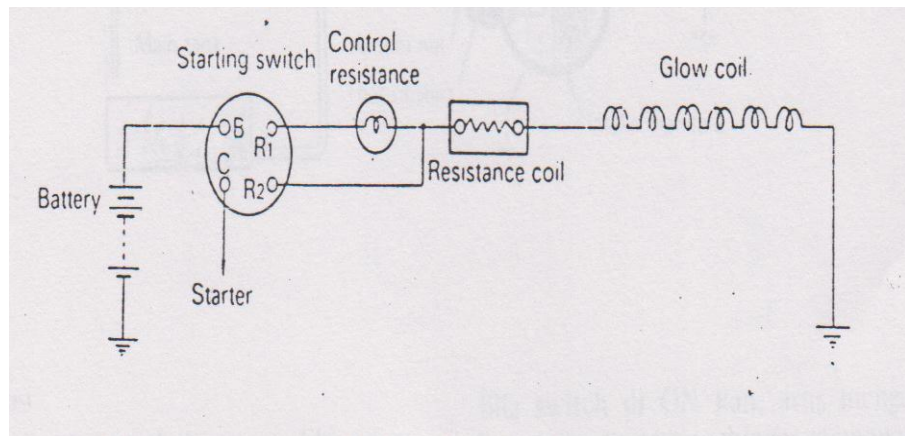 Starting switch
Control
resistance
Glow coil
B
R1
C
R2
Resistance coil
Battery
Starter